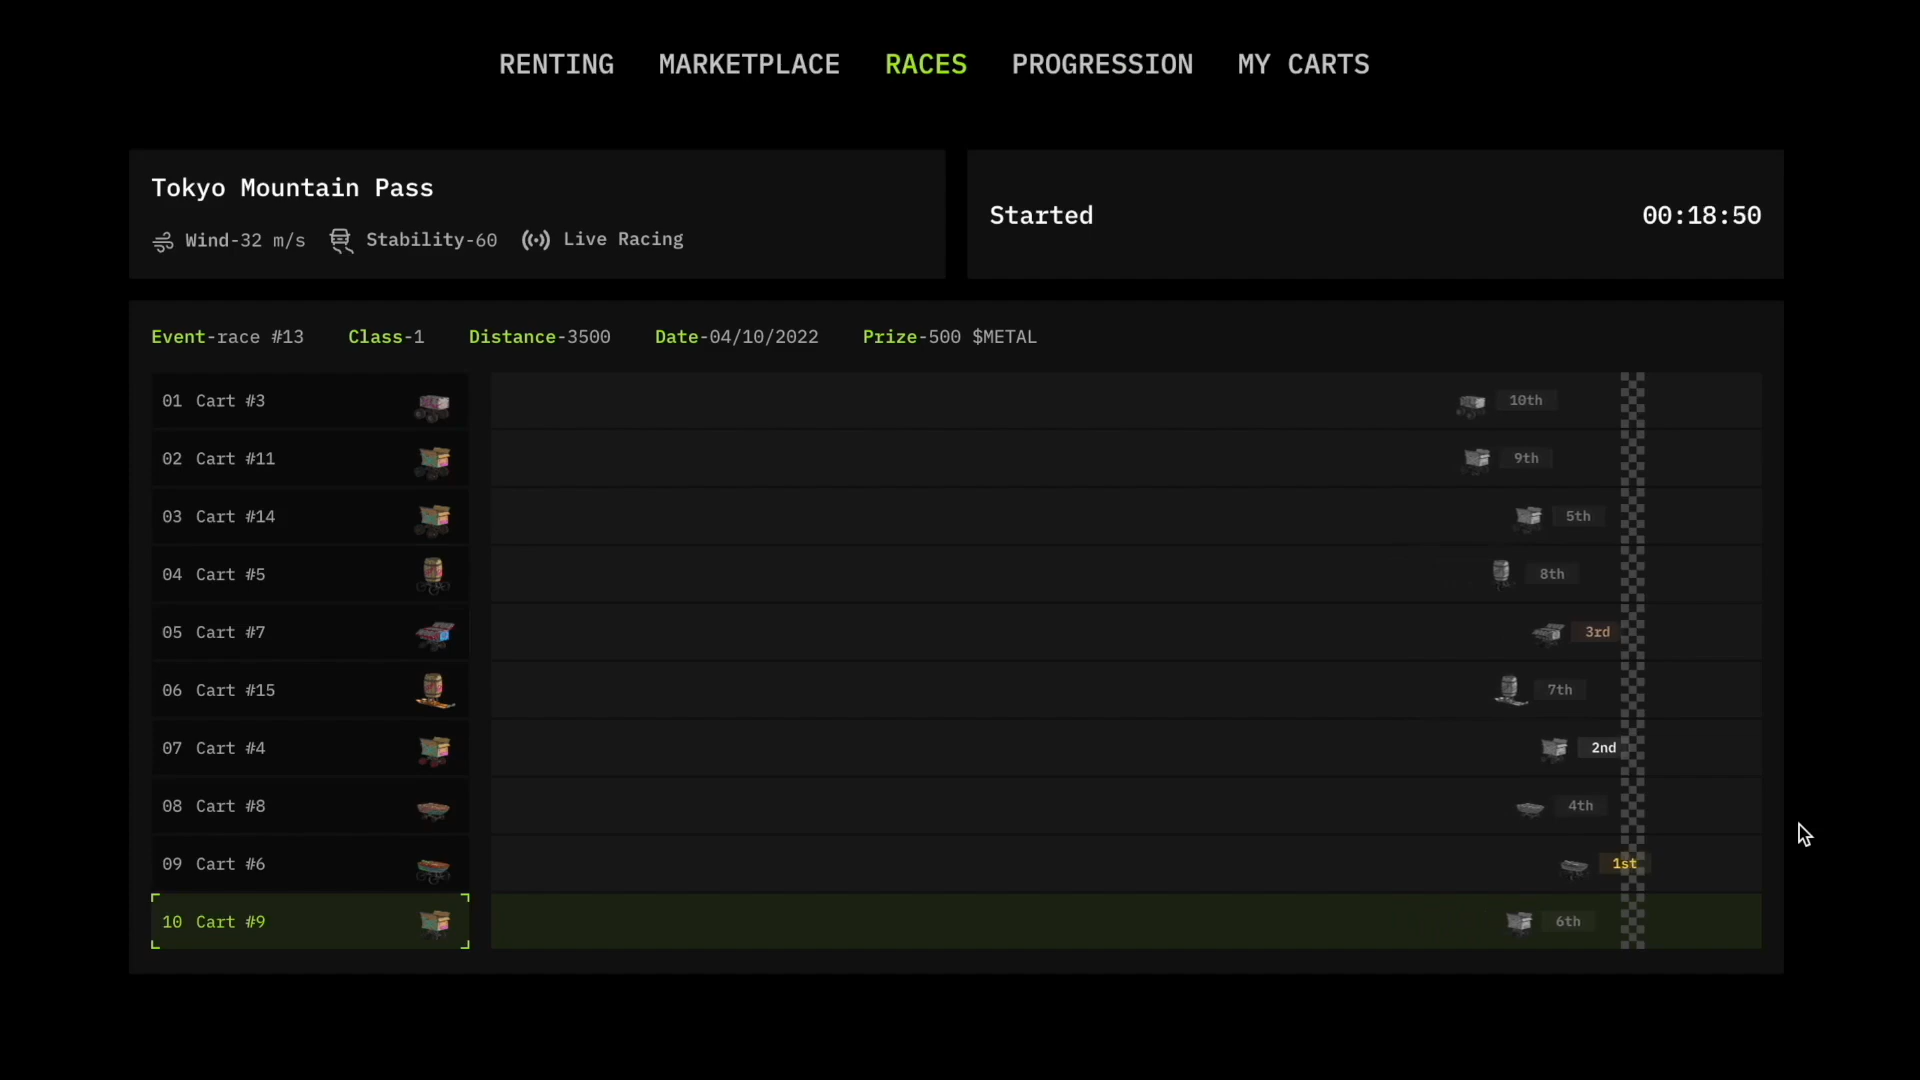 RENTING MARKETPLACE RACES PROGRESSION MY CARTS
Tokyo Mountain Pass
Wind-32 m/s Stability-60 Live Racing
Started 00:18:50
Event-race #13 Class-1 Distance-3500 Date-04/10/2022 Prize-500 $METAL
01 Cart #3 10th
02 Cart #11 9th
03 Cart #14 5th
04 Cart #5 8th
05 Cart #7 3rd
06 Cart #15 7th
07 Cart #4 2nd
08 Cart #8 4th
09 Cart #6 1st
10 Cart #9 6th